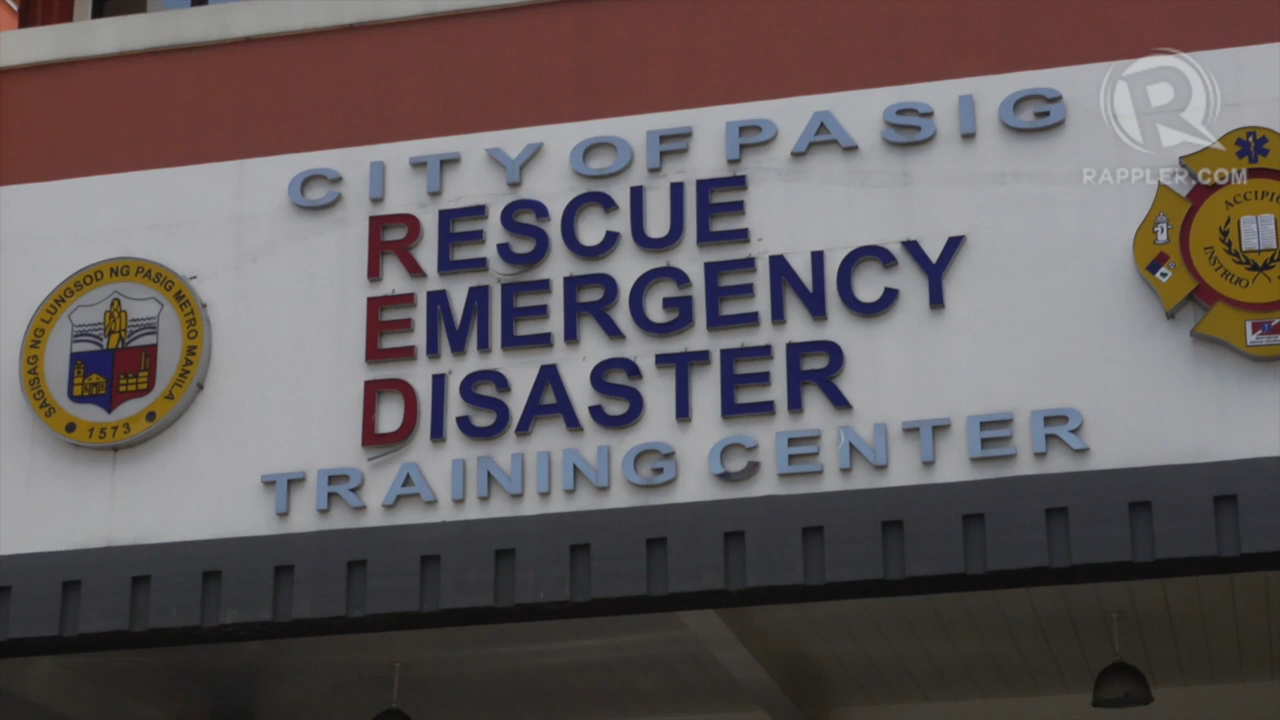 CITY OF PASIG
RESCUE
EMERGENCY
DISASTER
TRAINING CENTER
SAGISAG NG LUNGSOD NG PASIG METRO MANILA
1573
R
RAPPLER.COM
INSTRUO